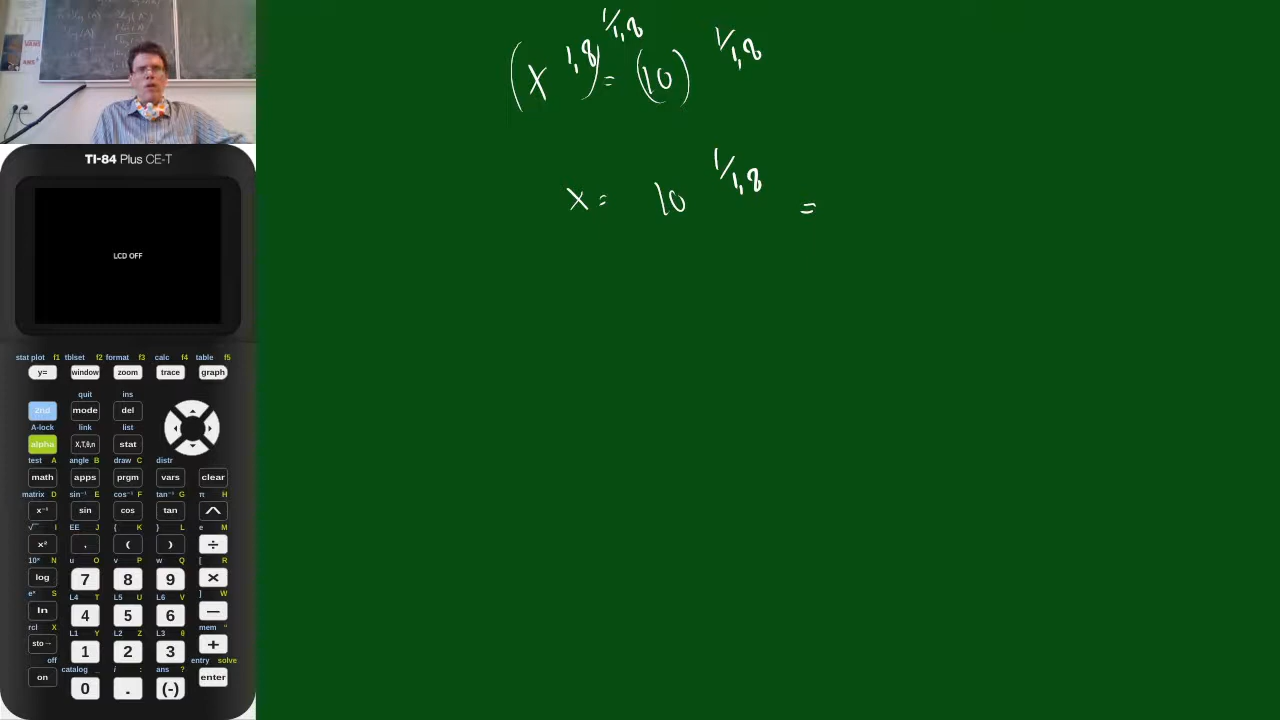 (x^1,8)^1/1,8 = (10)^1/1,8
x = 10^1/1,8 =
VANS
TI-84 Plus CE-T
LCD OFF
stat plot f1 tblset f2 format f3 calc f4 table f5
y= window zoom trace graph
quit ins
2nd mode del
A-lock link list
alpha X,T,θ,n stat
test A angle B draw C distr
math apps prgm vars clear
matrix D sin⁻¹ E cos⁻¹ F tan⁻¹ G π H
x⁻¹ sin cos tan ^
√ I EE J { K } L e M
x² , ( ) ÷
10ˣ N u O v P w Q [ R
log 7 8 9 ×
eˣ S L4 T L5 U L6 V ] W
ln 4 5 6 —
rcl X L1 Y L2 Z L3 θ mem "
sto→ 1 2 3 +
off catalog _ i : ans ? entry solve
on 0 . (-) enter